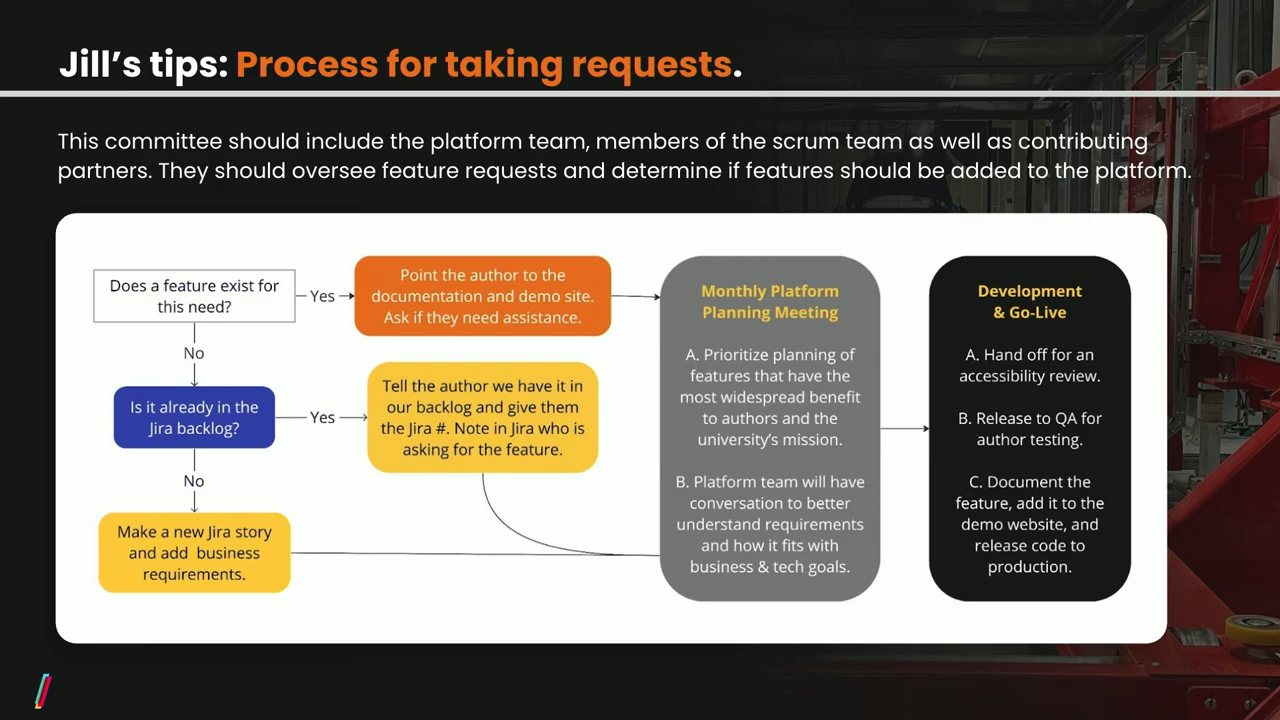 Jill’s tips: Process for taking requests.
This committee should include the platform team, members of the scrum team as well as contributing
partners. They should oversee feature requests and determine if features should be added to the platform.
Does a feature exist for
this need?
Yes
Point the author to the
documentation and demo site.
Ask if they need assistance.
No
Is it already in the
Jira backlog?
Yes
Tell the author we have it in
our backlog and give them
the Jira #. Note in Jira who is
asking for the feature.
No
Make a new Jira story
and add business
requirements.
Monthly Platform
Planning Meeting
A. Prioritize planning of
features that have the
most widespread benefit
to authors and the
university’s mission.
B. Platform team will have
conversation to better
understand requirements
and how it fits with
business & tech goals.
Development
& Go-Live
A. Hand off for an
accessibility review.
B. Release to QA for
author testing.
C. Document the
feature, add it to the
demo website, and
release code to
production.